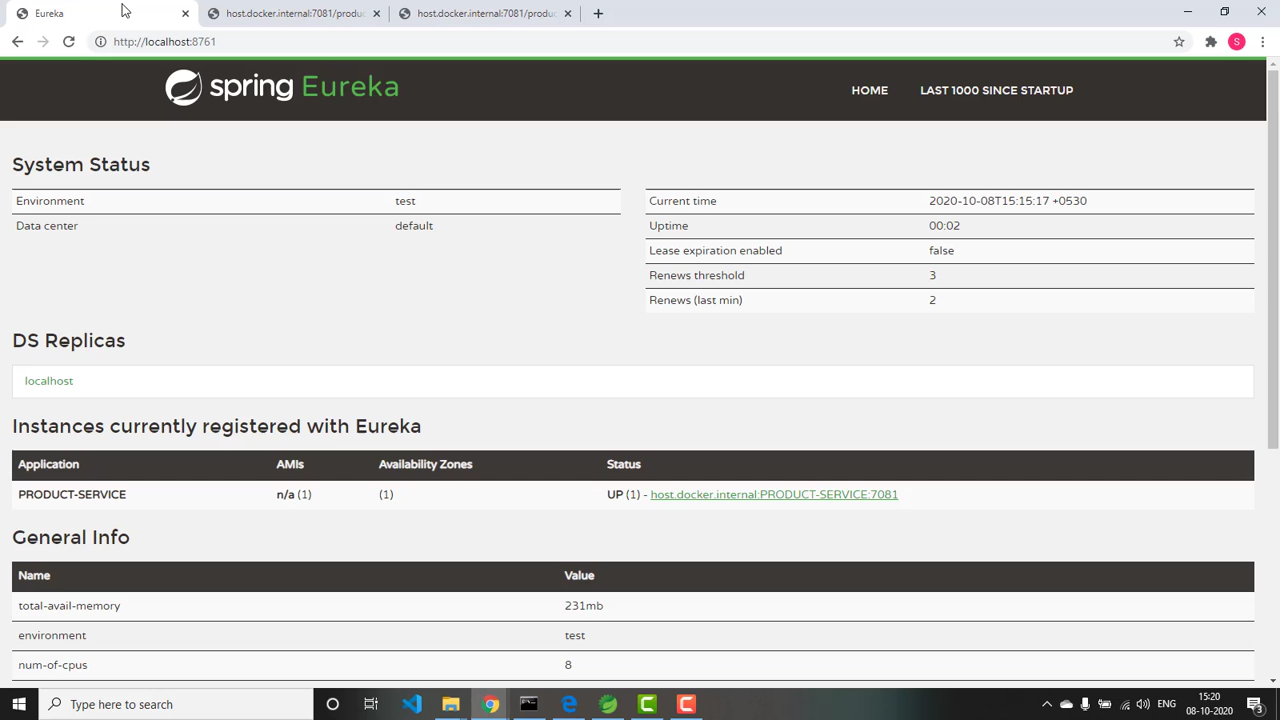 Eureka
host.docker.internal:7081/produc
host.docker.internal:7081/produc
http://localhost:8761
S
spring Eureka
HOME
LAST 1000 SINCE STARTUP
System Status
Environment test
Data center default
Current time 2020-10-08T15:15:17 +0530
Uptime 00:02
Lease expiration enabled false
Renews threshold 3
Renews (last min) 2
DS Replicas
localhost
Instances currently registered with Eureka
Application AMIs Availability Zones Status
PRODUCT-SERVICE n/a (1) (1) UP (1) - host.docker.internal:PRODUCT-SERVICE:7081
General Info
Name Value
total-avail-memory 231mb
environment test
num-of-cpus 8
Type here to search
ENG
15:20
08-10-2020
3